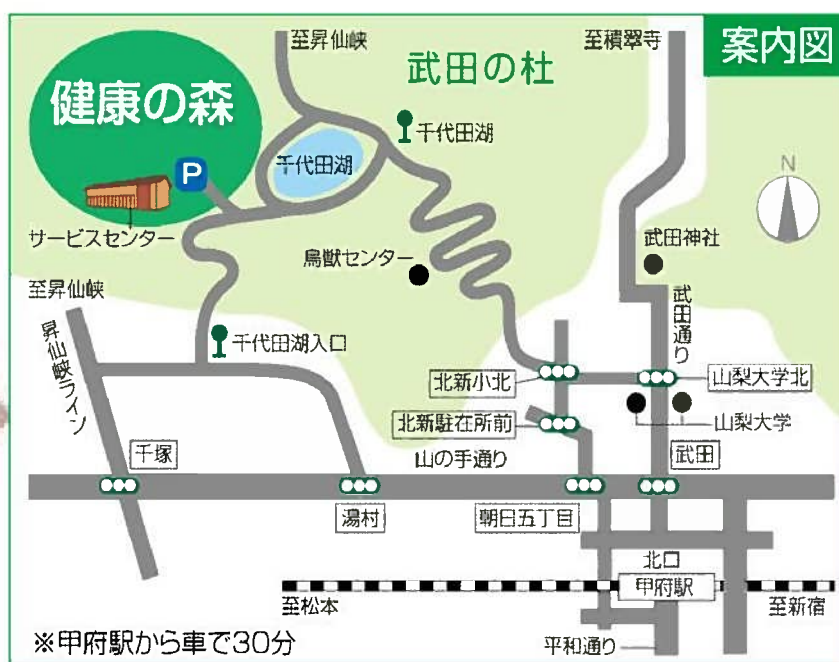 案内図
至昇仙峡
至積翠寺
武田の杜
健康の森
千代田湖
千代田湖
P
サービスセンター
N
武田神社
鳥獣センター
至昇仙峡
武田通り
昇仙峡ライン
千代田湖入口
北新小北
山梨大学北
北新駐在所前
山梨大学
千塚
山の手通り
武田
湯村
朝日五丁目
北口
甲府駅
至松本
至新宿
※甲府駅から車で30分
平和通り